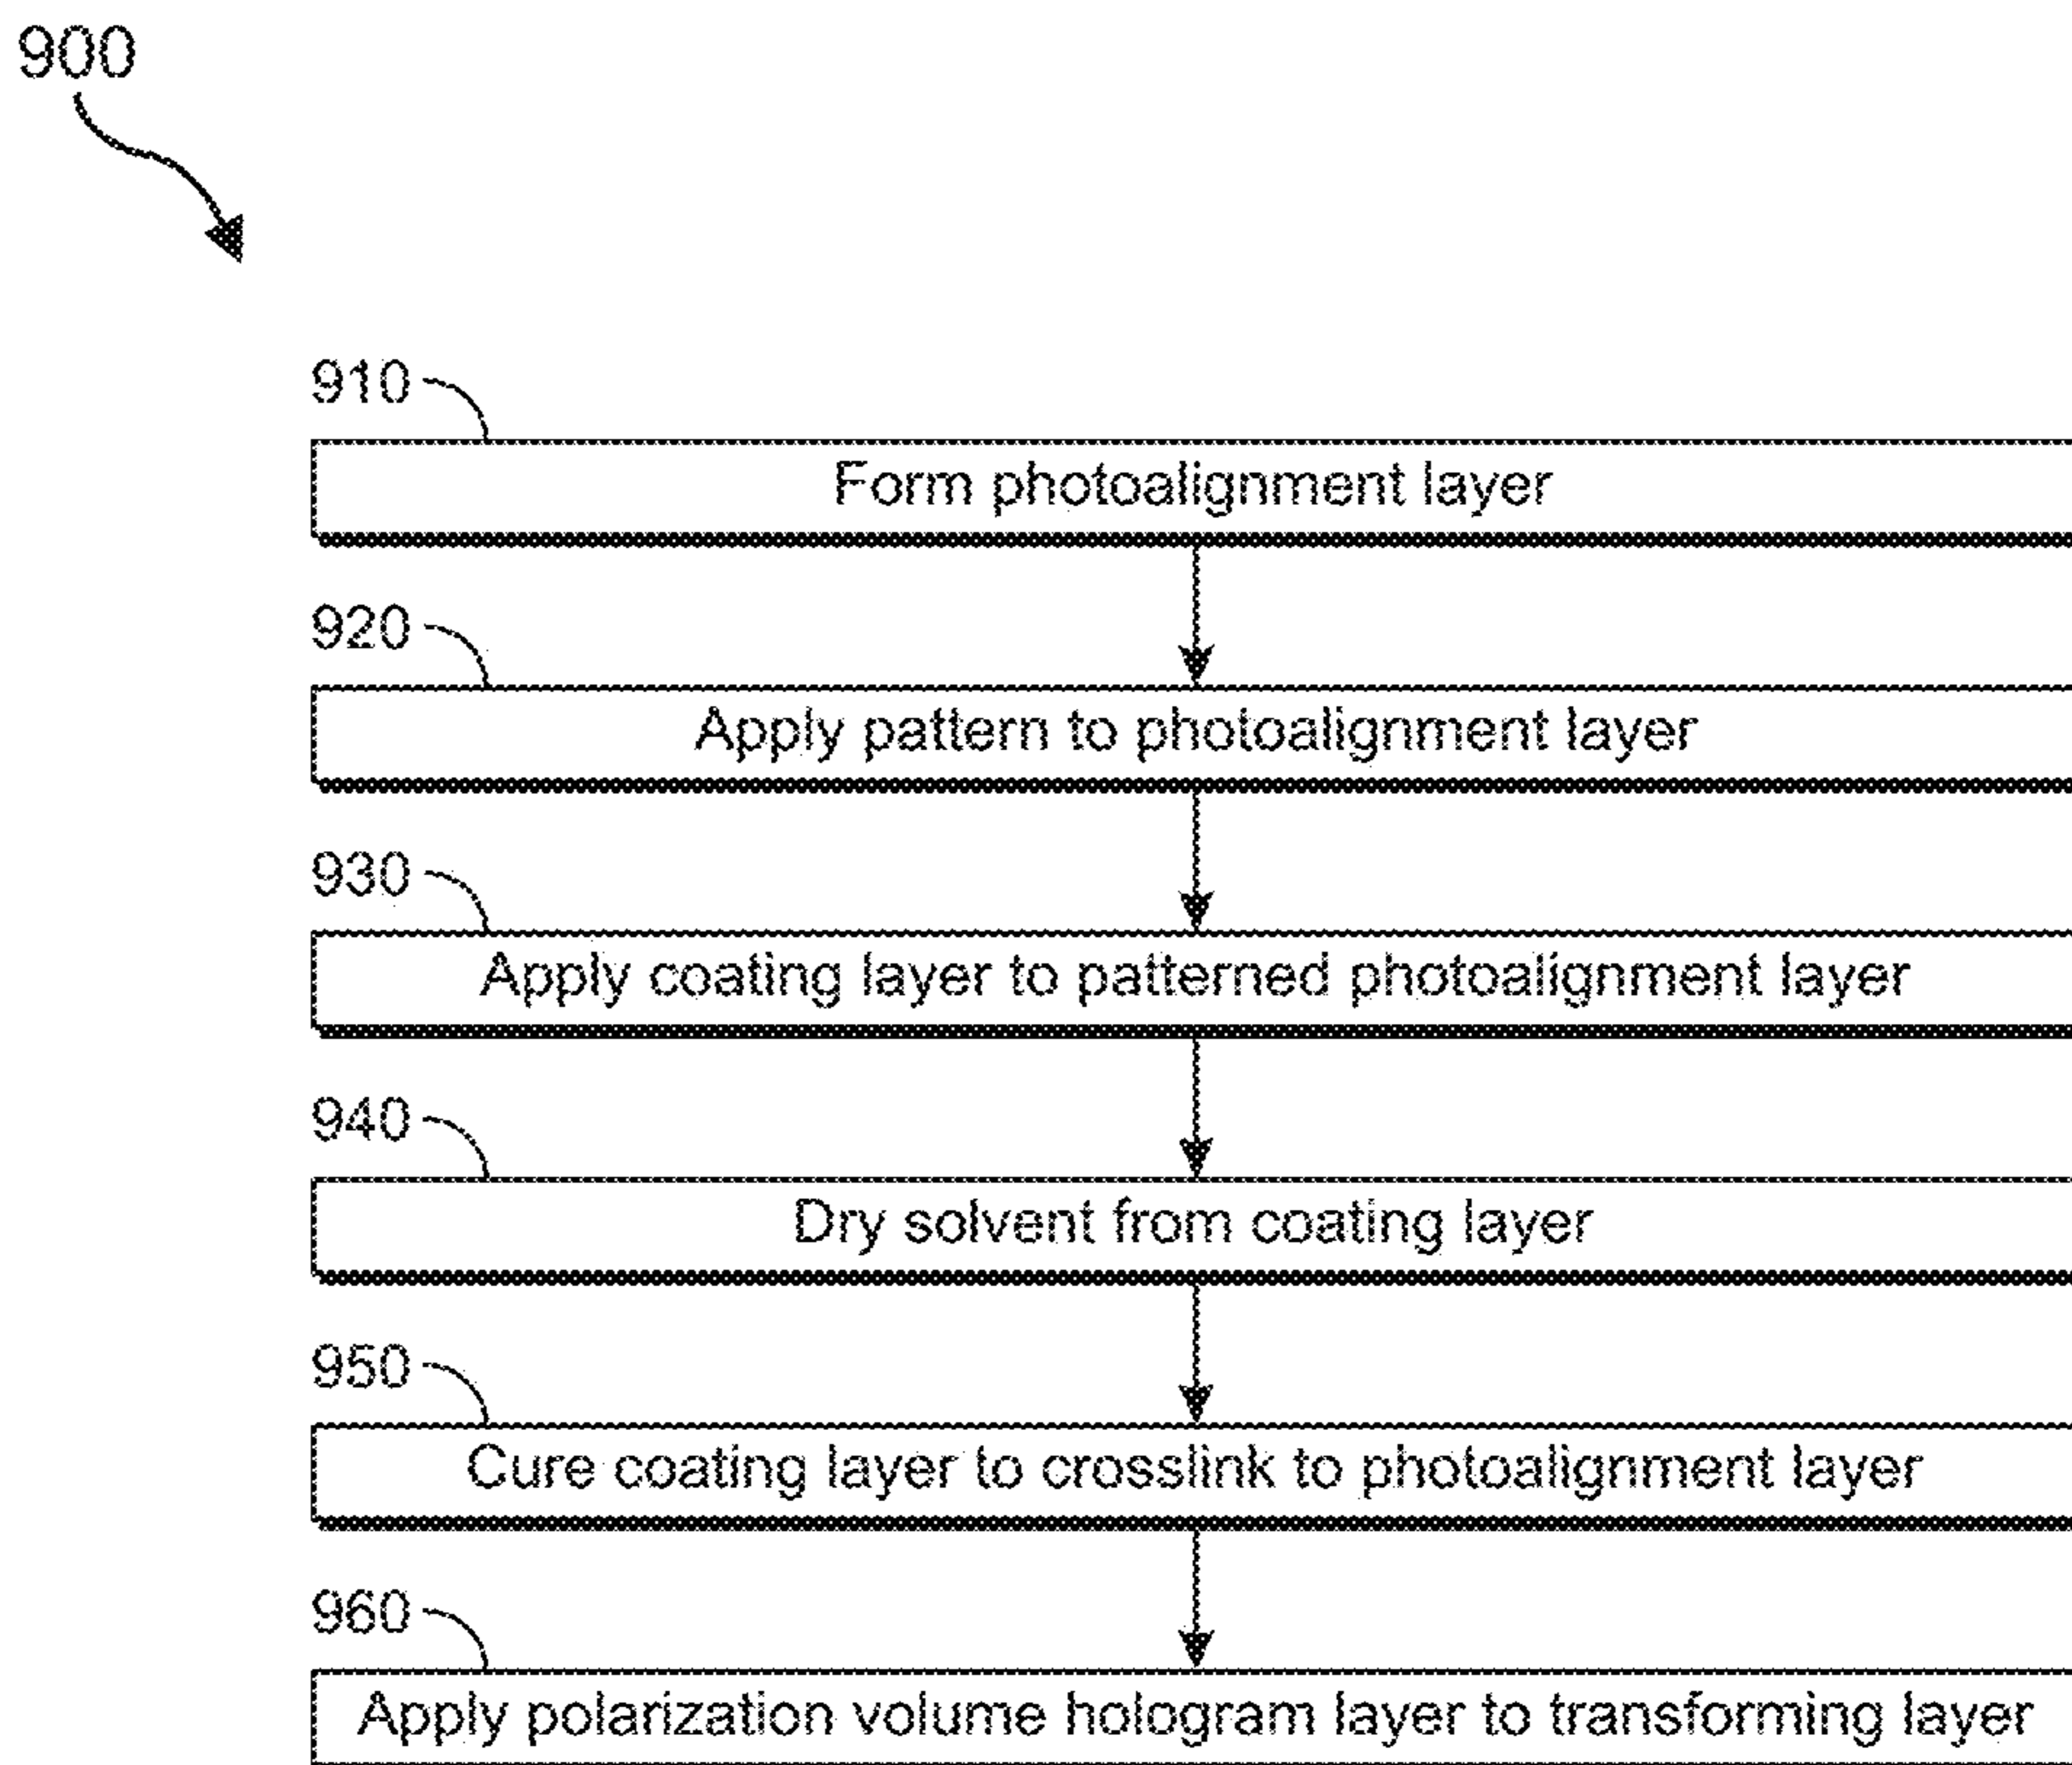 900
910
Form photoalignment layer
920
Apply pattern to photoalignment layer
930
Apply coating layer to patterned photoalignment layer
940
Dry solvent from coating layer
950
Cure coating layer to crosslink to photoalignment layer
960
Apply polarization volume hologram layer to transforming layer